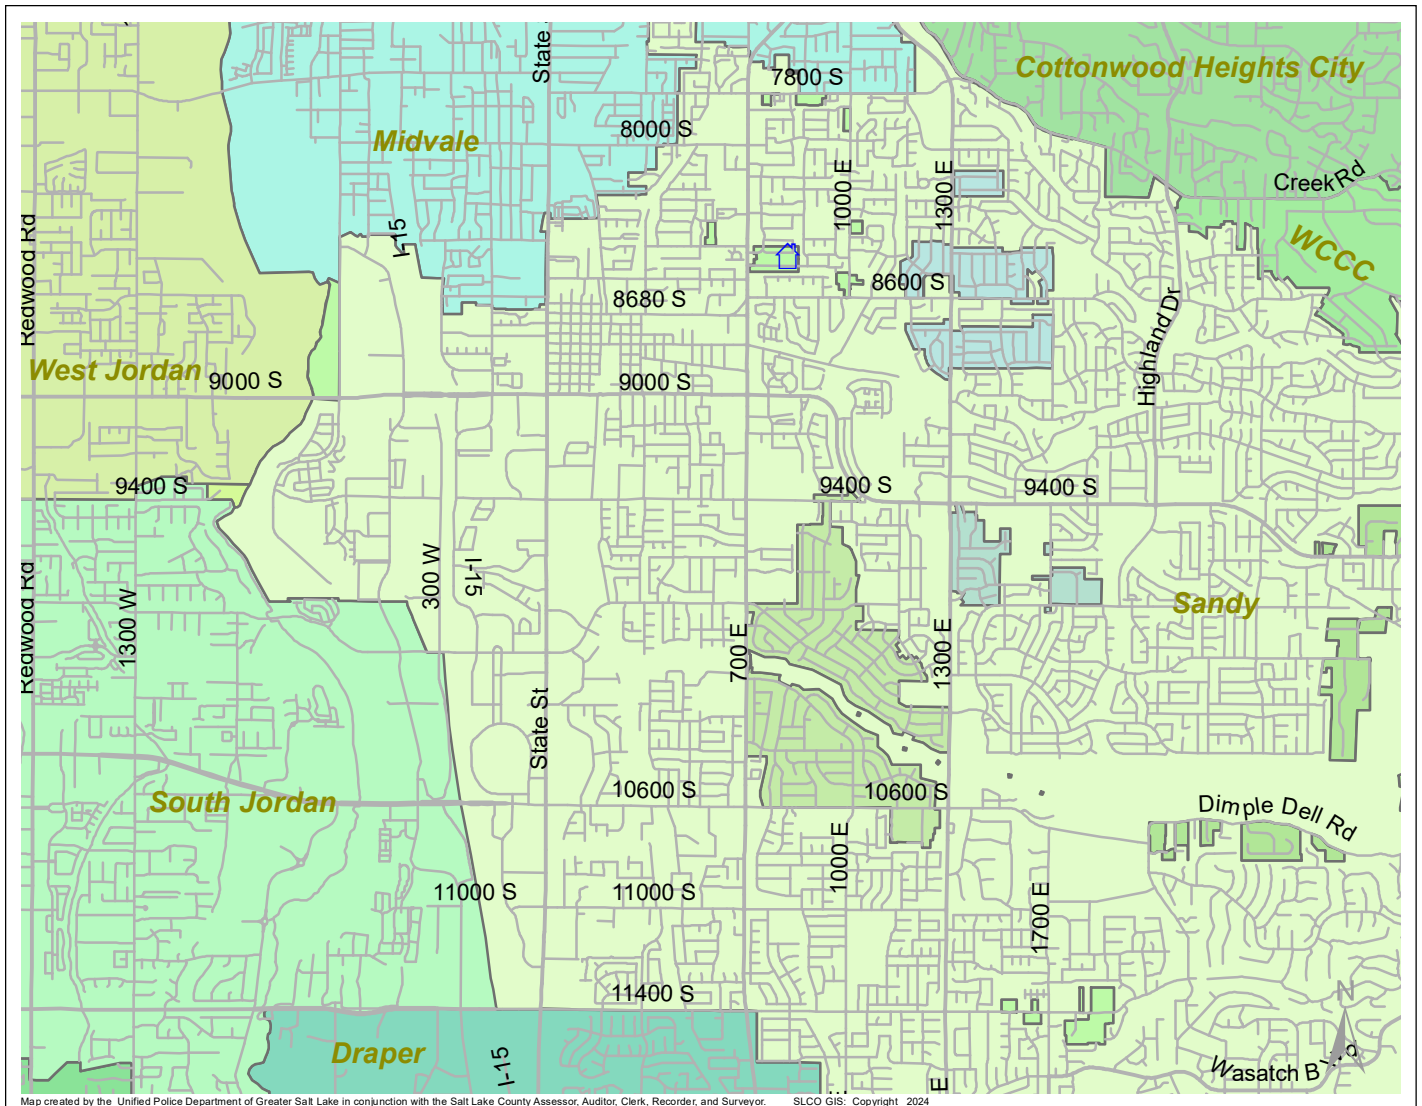 State
7800 S
Cottonwood Heights City
Midvale
8000 S
1000 E
1300 E
Creek Rd
Redwood Rd
I-15
WCCC
8600 S
8680 S
Highland Dr
West Jordan
9000 S
9000 S
9400 S
9400 S
9400 S
300 W
I-15
Redwood Rd
1300 W
Sandy
700 E
1300 E
State St
10600 S
10600 S
South Jordan
Dimple Dell Rd
1000 E
11000 S
11000 S
1700 E
11400 S
N
Draper
I-15
Wasatch B
E
Map created by the Unified Police Department of Greater Salt Lake in conjunction with the Salt Lake County Assessor, Auditor, Clerk, Recorder, and Surveyor. SLCO GIS: Copyright 2024